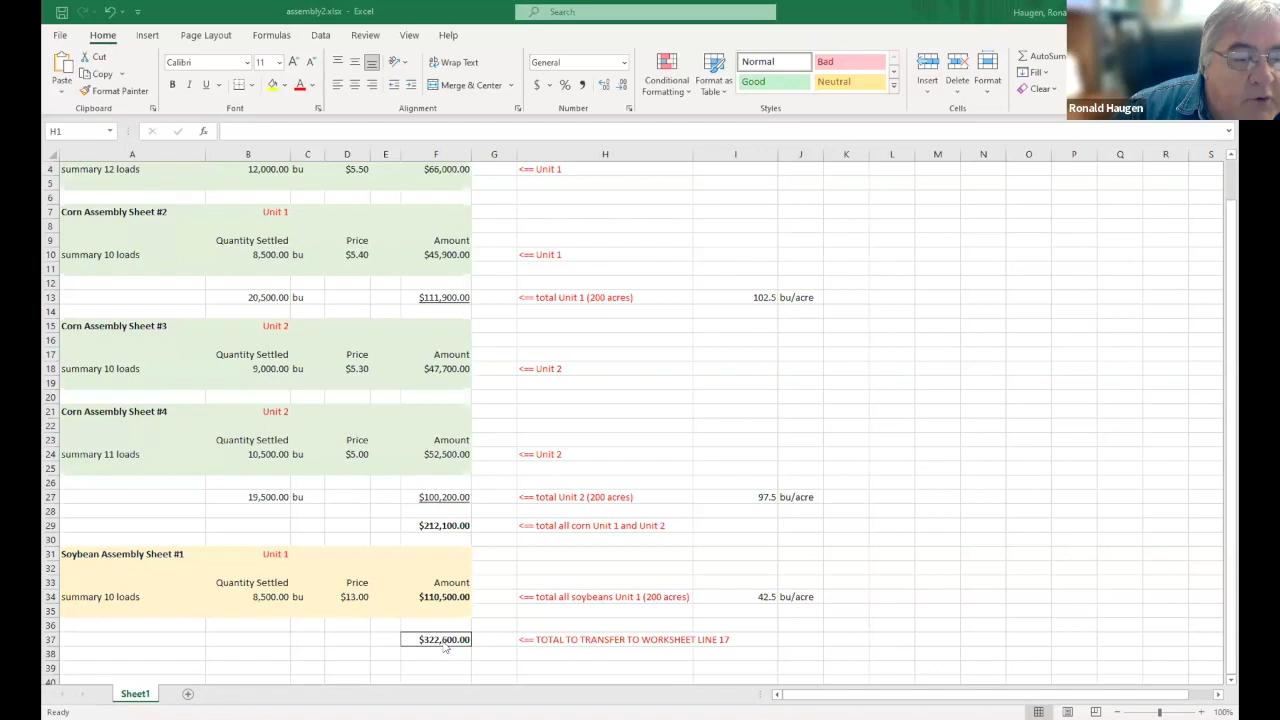 assembly2.xlsx - Excel
Search
Haugen, Ron
File Home Insert Page Layout Formulas Data Review View Help
Paste
Cut
Copy
Format Painter
Clipboard
Calibri 11
B I U
Font
Wrap Text
Merge & Center
Alignment
General
$ % ,
Number
Conditional Formatting
Format as Table
Normal Bad
Good Neutral
Styles
Insert Delete Format
Cells
AutoSum
Fill
Clear
Ronald Haugen
H1 fx
A B C D E F G H I J K L M N O P Q R S
4 summary 12 loads 12,000.00 bu $5.50 $66,000.00 <== Unit 1
5
6
7 Corn Assembly Sheet #2 Unit 1
8
9 Quantity Settled Price Amount
10 summary 10 loads 8,500.00 bu $5.40 $45,900.00 <== Unit 1
11
12
13 20,500.00 bu $111,900.00 <== total Unit 1 (200 acres) 102.5 bu/acre
14
15 Corn Assembly Sheet #3 Unit 2
16
17 Quantity Settled Price Amount
18 summary 10 loads 9,000.00 bu $5.30 $47,700.00 <== Unit 2
19
20
21 Corn Assembly Sheet #4 Unit 2
22
23 Quantity Settled Price Amount
24 summary 11 loads 10,500.00 bu $5.00 $52,500.00 <== Unit 2
25
26
27 19,500.00 bu $100,200.00 <== total Unit 2 (200 acres) 97.5 bu/acre
28
29 $212,100.00 <== total all corn Unit 1 and Unit 2
30
31 Soybean Assembly Sheet #1 Unit 1
32
33 Quantity Settled Price Amount
34 summary 10 loads 8,500.00 bu $13.00 $110,500.00 <== total all soybeans Unit 1 (200 acres) 42.5 bu/acre
35
36
37 $322,600.00 <== TOTAL TO TRANSFER TO WORKSHEET LINE 17
38
39
40
Sheet1
Ready
100%